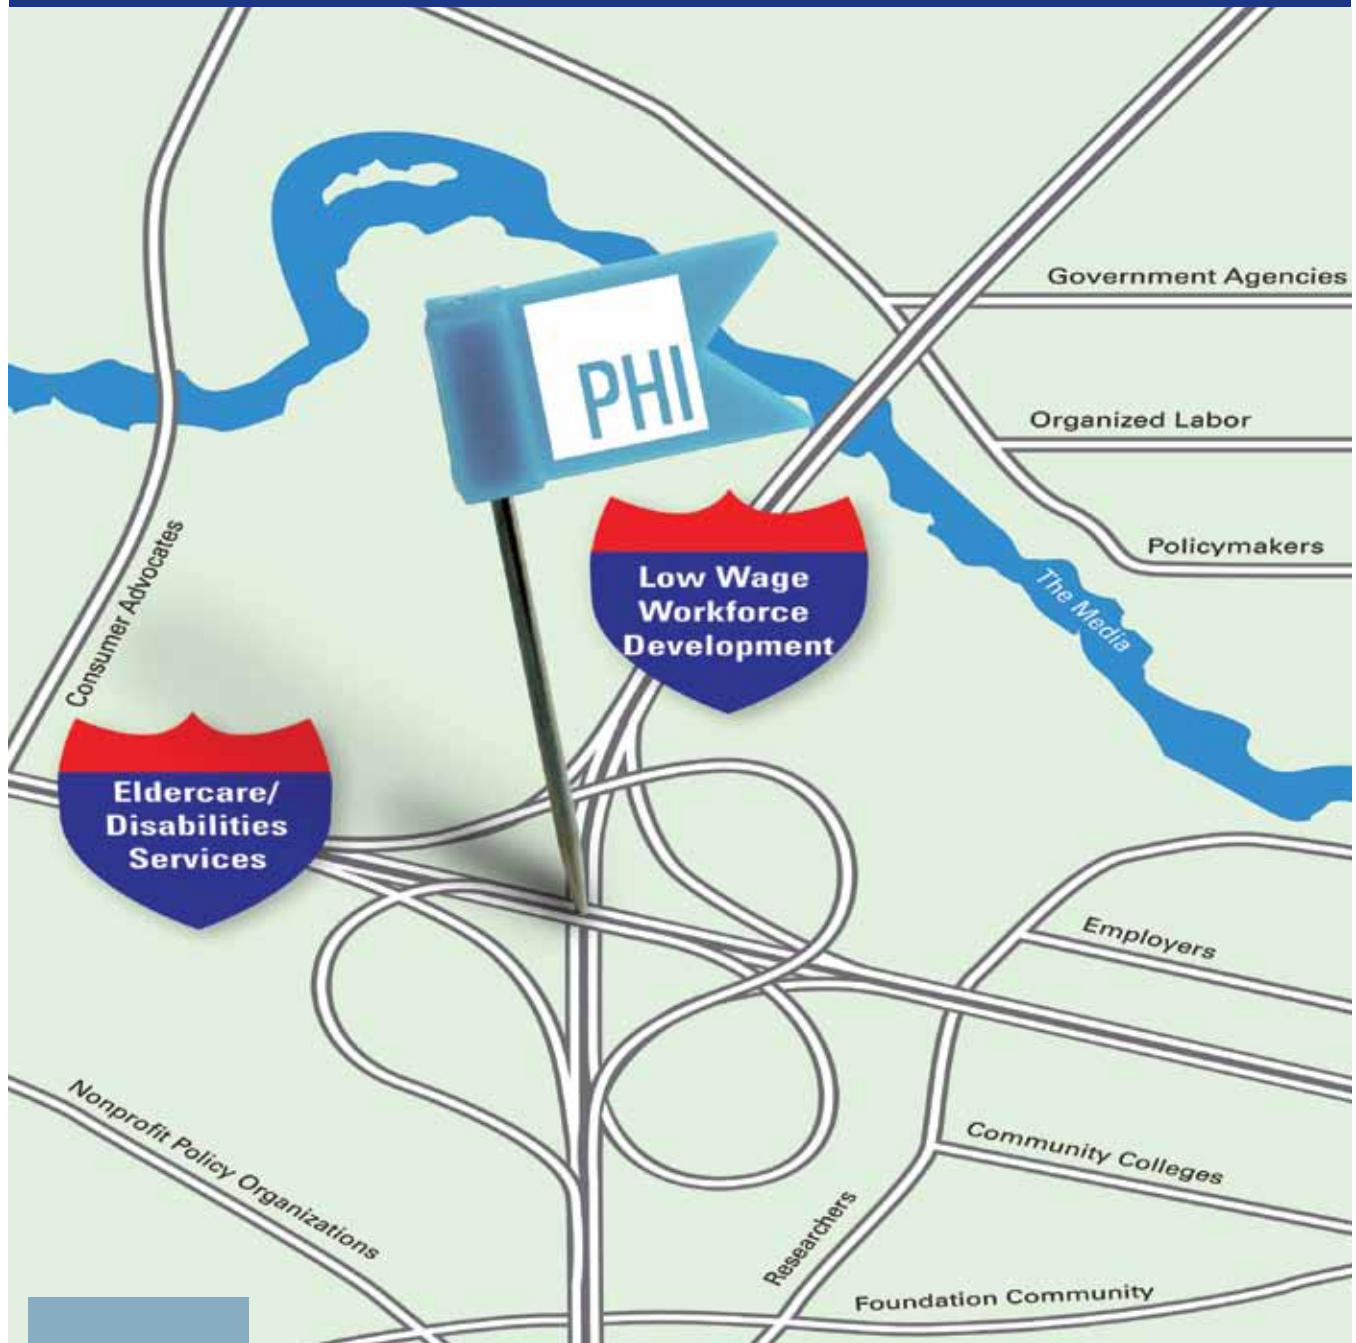 Government Agencies
PHI
Organized Labor
Policymakers
Consumer Advocates
Low Wage
Workforce
Development
The Media
Eldercare/
Disabilities
Services
Employers
Nonprofit Policy Organizations
Community Colleges
Researchers
Foundation Community